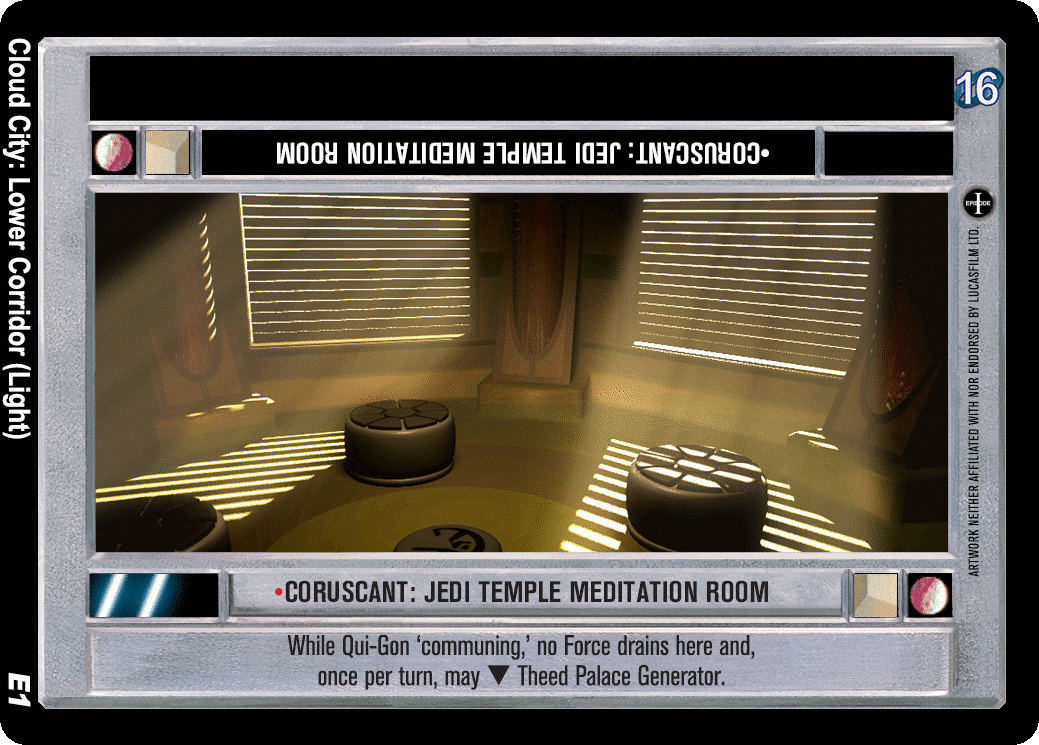 16
•CORUSCANT: JEDI TEMPLE MEDITATION ROOM
EPISODE
I
•CORUSCANT: JEDI TEMPLE MEDITATION ROOM
While Qui-Gon ‘communing,’ no Force drains here and,
once per turn, may ▼ Theed Palace Generator.
Cloud City: Lower Corridor (Light)
E1
ARTWORK NEITHER AFFILIATED WITH NOR ENDORSED BY LUCASFILM LTD.